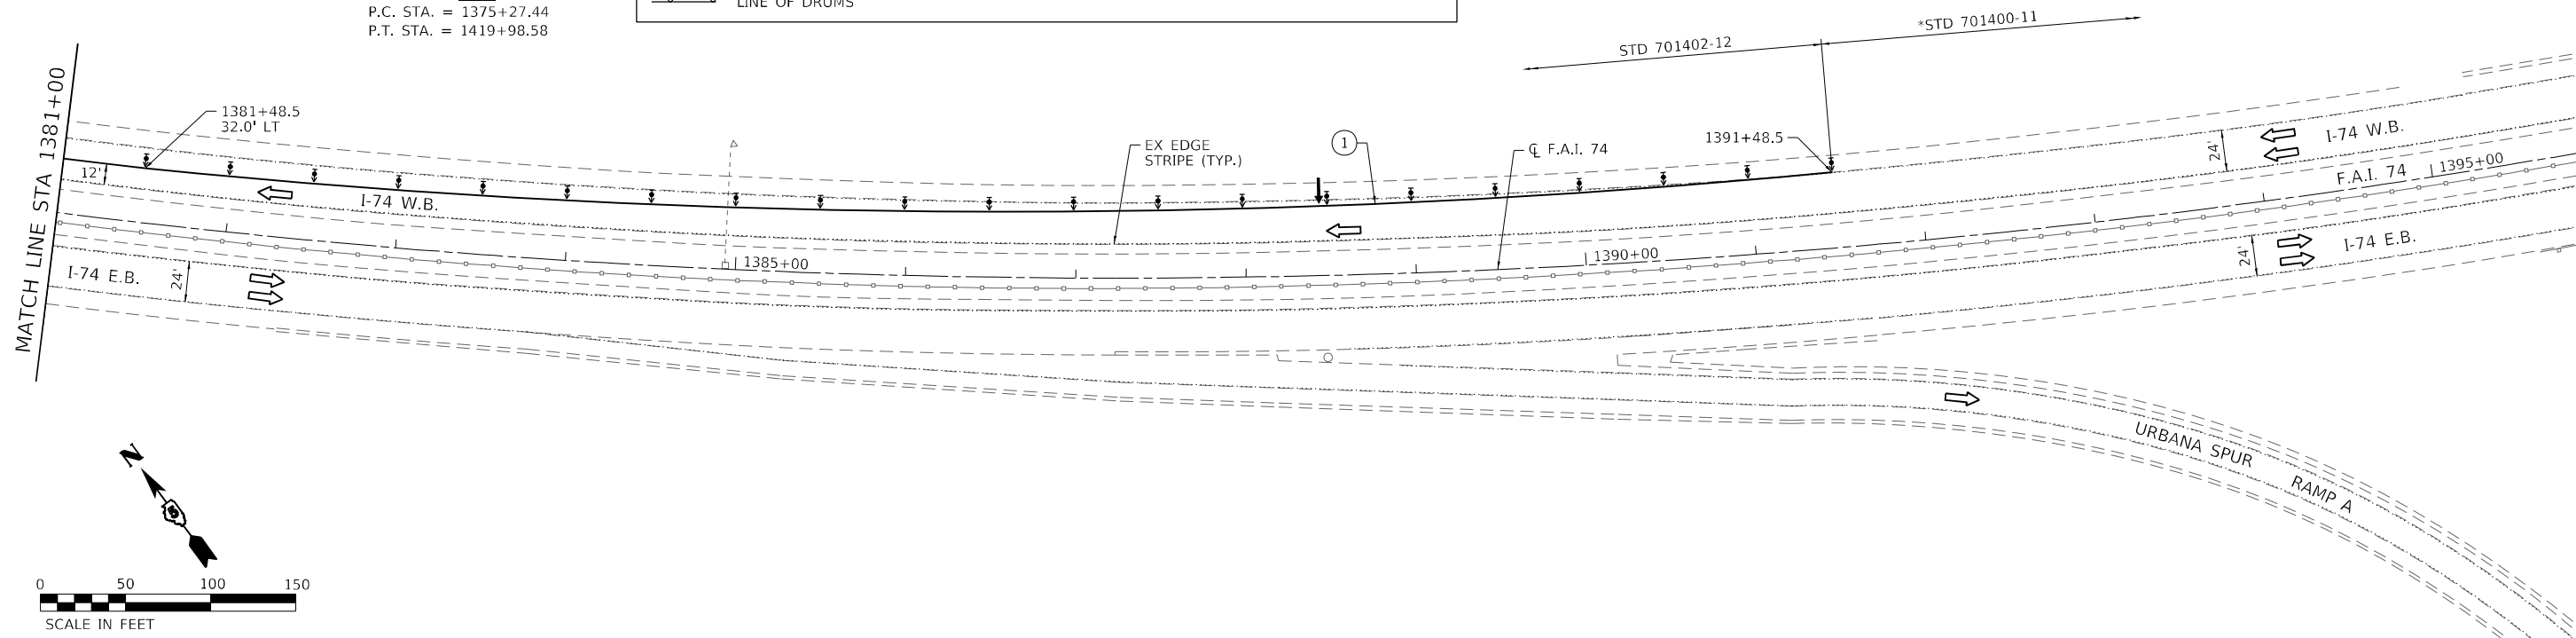 P.C. STA. = 1375+27.44
P.T. STA. = 1419+98.58
LINE OF DRUMS
*STD 701400-11
STD 701402-12
MATCH LINE STA 1381+00
1381+48.5
32.0' LT
EX EDGE
STRIPE (TYP.)
1
℄ F.A.I. 74
1391+48.5
24'
I-74 W.B.
1395+00
F.A.I. 74
12'
I-74 W.B.
I-74 E.B.
24'
1385+00
1390+00
24'
I-74 E.B.
URBANA SPUR
RAMP A
N
5
0 50 100 150
SCALE IN FEET